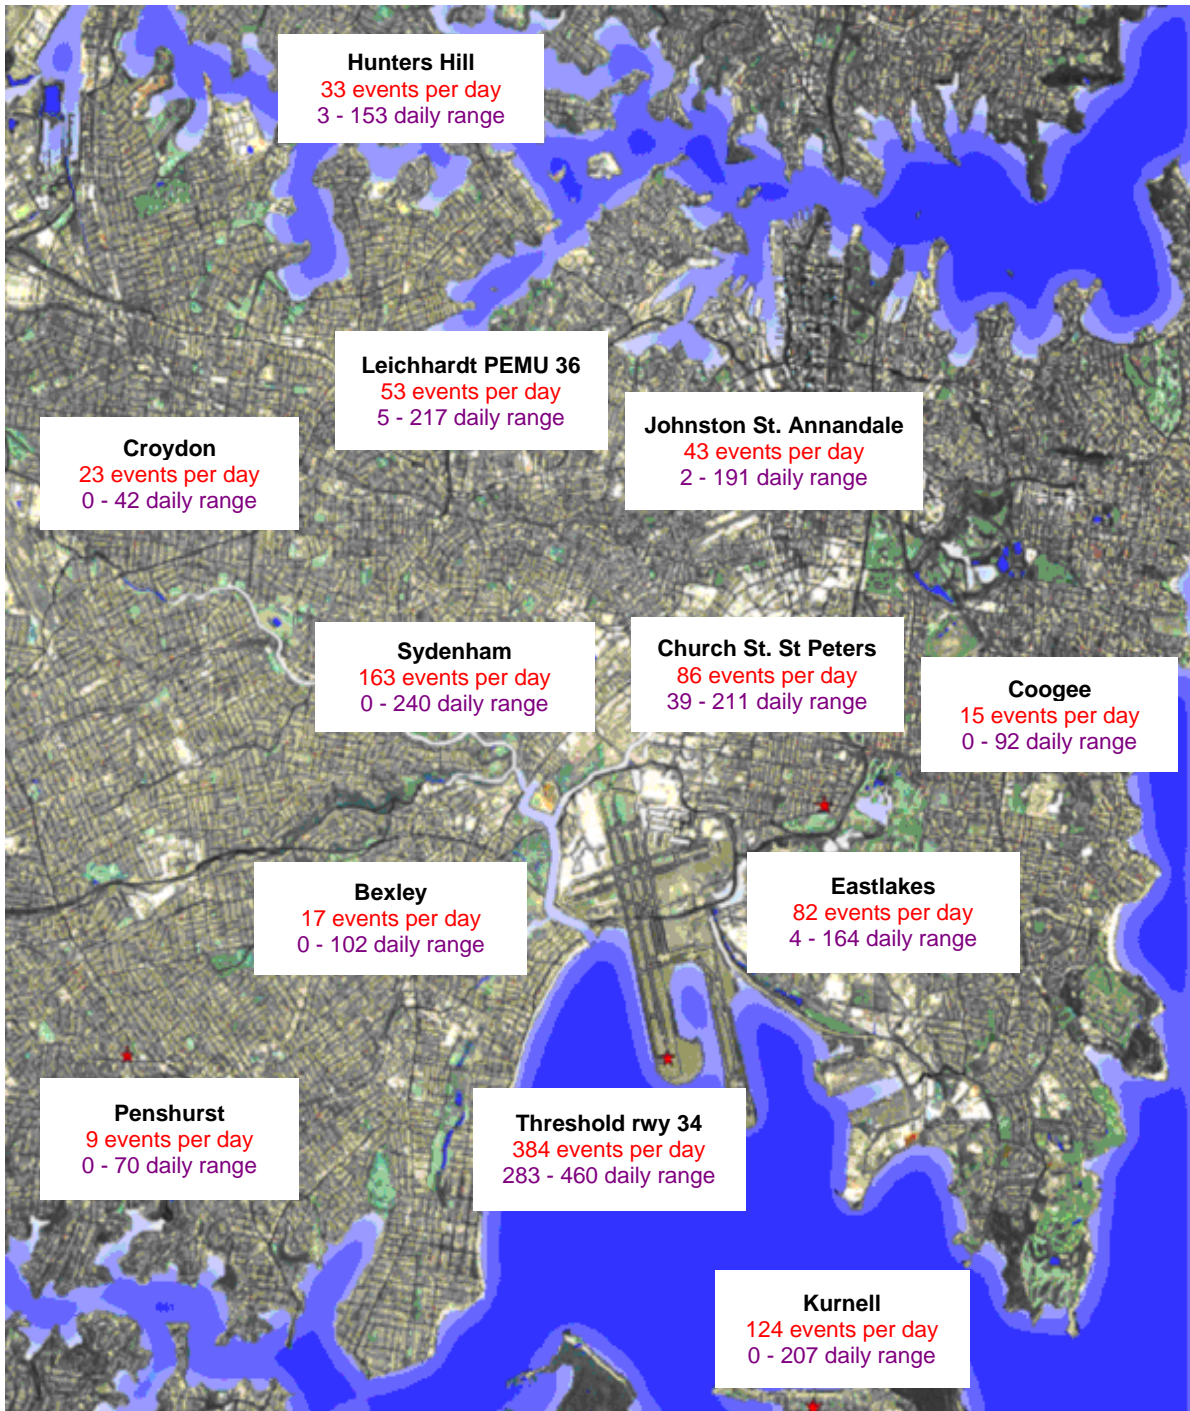 Hunters Hill
33 events per day
3 - 153 daily range
Leichhardt PEMU 36
53 events per day
5 - 217 daily range
Johnston St. Annandale
43 events per day
2 - 191 daily range
Croydon
23 events per day
0 - 42 daily range
Sydenham
163 events per day
0 - 240 daily range
Church St. St Peters
86 events per day
39 - 211 daily range
Coogee
15 events per day
0 - 92 daily range
Bexley
17 events per day
0 - 102 daily range
Eastlakes
82 events per day
4 - 164 daily range
Penshurst
9 events per day
0 - 70 daily range
Threshold rwy 34
384 events per day
283 - 460 daily range
Kurnell
124 events per day
0 - 207 daily range